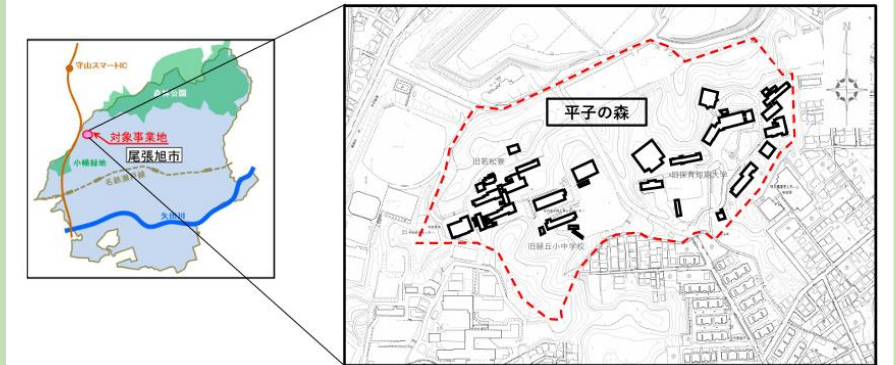 守山スマートIC
森林公園
対象事業地
尾張旭市
小幡緑地
名鉄瀬戸線
矢田川
平子の森
N
旧若松寮
旧保育短期大学
旧緑丘小中学校